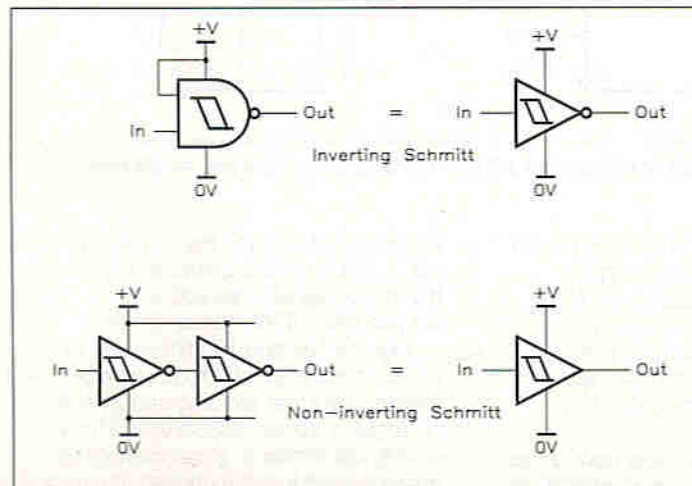 +V
+V
In
Out
=
In
Out
Inverting Schmitt
0V
0V
+V
+V
In
Out
=
In
Out
Non-inverting Schmitt
0V
0V